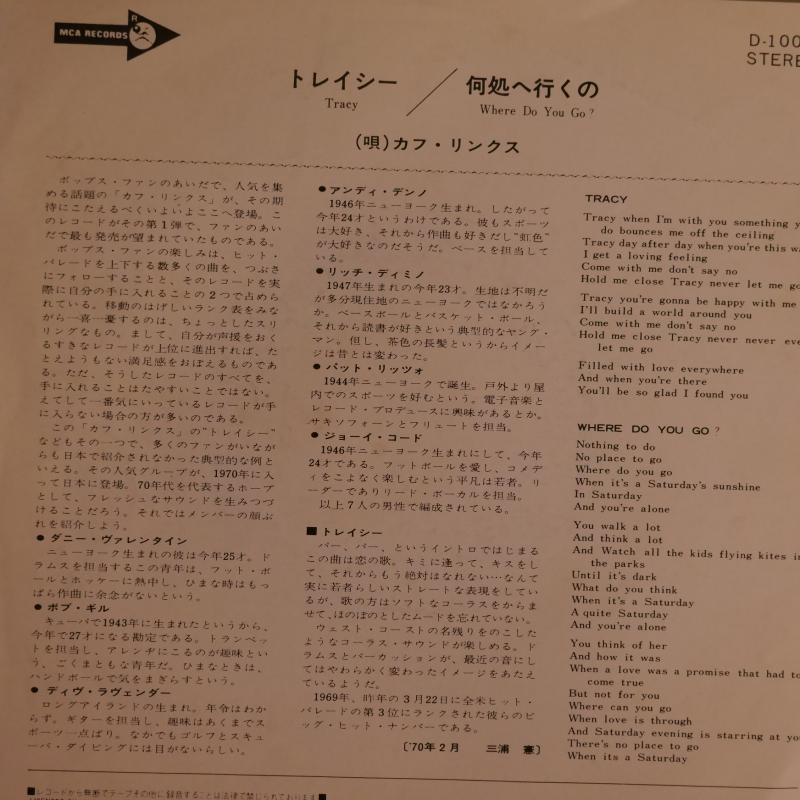 MCA RECORDS
R
D-100
STEREO
トレイシー／何処へ行くの
Tracy
Where Do You Go?
(唄)カフ・リンクス
ポップス・ファンのあいだで、人気を集
める話題の「カフ・リンクス」が、その期
待にこたえるべくいよいよここへ登場。こ
のレコードがその第1弾で、ファンのあい
だで最も発売が望まれていたものである。
ポップス・ファンの楽しみは、ヒット・
パレードを上下する数多くの曲を、つぶさ
にフォローすることと、そのレコードを実
際に自分の手に入れることの2つで占めら
れている。移動のはげしいランク表をみな
がら一喜一憂するのは、ちょっとしたスリ
リングなもの。まして、自分が声援をおく
るすきなレコードが上位に進出すれば、た
とえようもない満足感をおぼえるものであ
る。ただ、そうしたレコードのすべてを、
手に入れることはたやすいことではない。
えてして一番気にいっているレコードが手
に入らない場合の方が多いのである。
この「カフ・リンクス」の"トレイシー"
などもその一つで、多くのファンがいなが
らも日本で紹介されなかった典型的な例と
いえる。その人気グループが、1970年に入
って日本に登場。70年代を代表するホープ
として、フレッシュなサウンドを生みつづ
けることだろう。それではメンバーの顔ぶ
れを紹介しよう。
●ダニー・ヴァレンタイン
ニューヨーク生まれの彼は今年25才。ド
ラムスを担当するこの青年は、フット・ボ
ールとホッケーに熱中し、ひまな時はもっ
ぱら作曲に余念がないという。
●ボブ・ギル
キューバで1943年に生まれたというから、
今年で27才になる勘定である。トランペッ
トを担当し、アレンヂにこるのが趣味とい
う、ごくまともな青年だ。ひまなときは、
ハンドボールで気をまぎらすという。
●ディヴ・ラヴェンダー
ロングアイランドの生まれ。年令はわか
らず。ギターを担当し、趣味はあくまでス
ポーツ一点ばり。なかでもゴルフとスキュ
ーバ・ダイビングには目がないらしい。
●アンディ・デンノ
1946年ニューヨーク生まれ。したがって
今年24才というわけである。彼もスポーツ
は大好き、それから作曲も好きだし"虹色"
が大好きなのだそうだ。ベースを担当して
いる。
●リッチ・ディミノ
1947年生まれの今年23才。生地は不明だ
が多分現住地のニューヨークではなかろう
か。ベースボールとバスケット・ボール、
それから読書が好きという典型的なヤング・
マン。但し、茶色の長髪というからイメー
ジは昔とは変わった。
●パット・リッツォ
1944年ニューヨークで誕生。戸外より屋
内でのスポーツを好むという。電子音楽と
レコード・プロデュースに興味があるとか。
サキソフォーンとフリュートを担当。
●ジョーイ・コード
1946年ニューヨーク生まれにして、今年
24才である。フットボールを愛し、コメデ
ィをこよなく楽しむという平凡は若者。リ
ーダーでありリード・ボーカルを担当。
以上7人の男性で編成されている。
■トレイシー
バー、バー、というイントロではじまる
この曲は恋の歌。キミに逢って、キスをし
て、それからもう絶対はなれない…なんて
実に若者らしいストレートな表現をしてい
るが、歌の方はソフトなコーラスをからま
せて、ほのぼのとしたムードを忘れていない。
ウェスト・コーストの名残りをのこした
ようなコーラス・サウンドが楽しめる。ド
ラムスとパーカッションが、最近の音にし
てはやわらかく変わったイメージをあたえ
ているようだ。
1969年、昨年の3月22日に全米ヒット・
パレードの第3位にランクされた彼らのビ
ッグ・ヒット・ナンバーである。
〔'70年2月 三浦 憲〕
TRACY
Tracy when I'm with you something y
do bounces me off the ceiling
Tracy day after day when you're this wa
I get a loving feeling
Come with me don't say no
Hold me close Tracy never let me go
Tracy you're gonna be happy with me
I'll build a world around you
Come with me don't say no
Hold me close Tracy never never eve
let me go
Filled with love everywhere
And when you're there
You'll be so glad I found you
WHERE DO YOU GO?
Nothing to do
No place to go
Where do you go
When it's a Saturday's sunshine
In Saturday
And you're alone
You walk a lot
And think a lot
And Watch all the kids flying kites in
the parks
Until it's dark
What do you think
When it's a Saturday
A quite Saturday
And you're alone
You think of her
And how it was
When a love was a promise that had to
come true
But not for you
Where can you go
When love is through
And Saturday evening is starring at yo
There's no place to go
When its a Saturday
■レコードから無断でテープその他に録音することは法律で禁じられております■